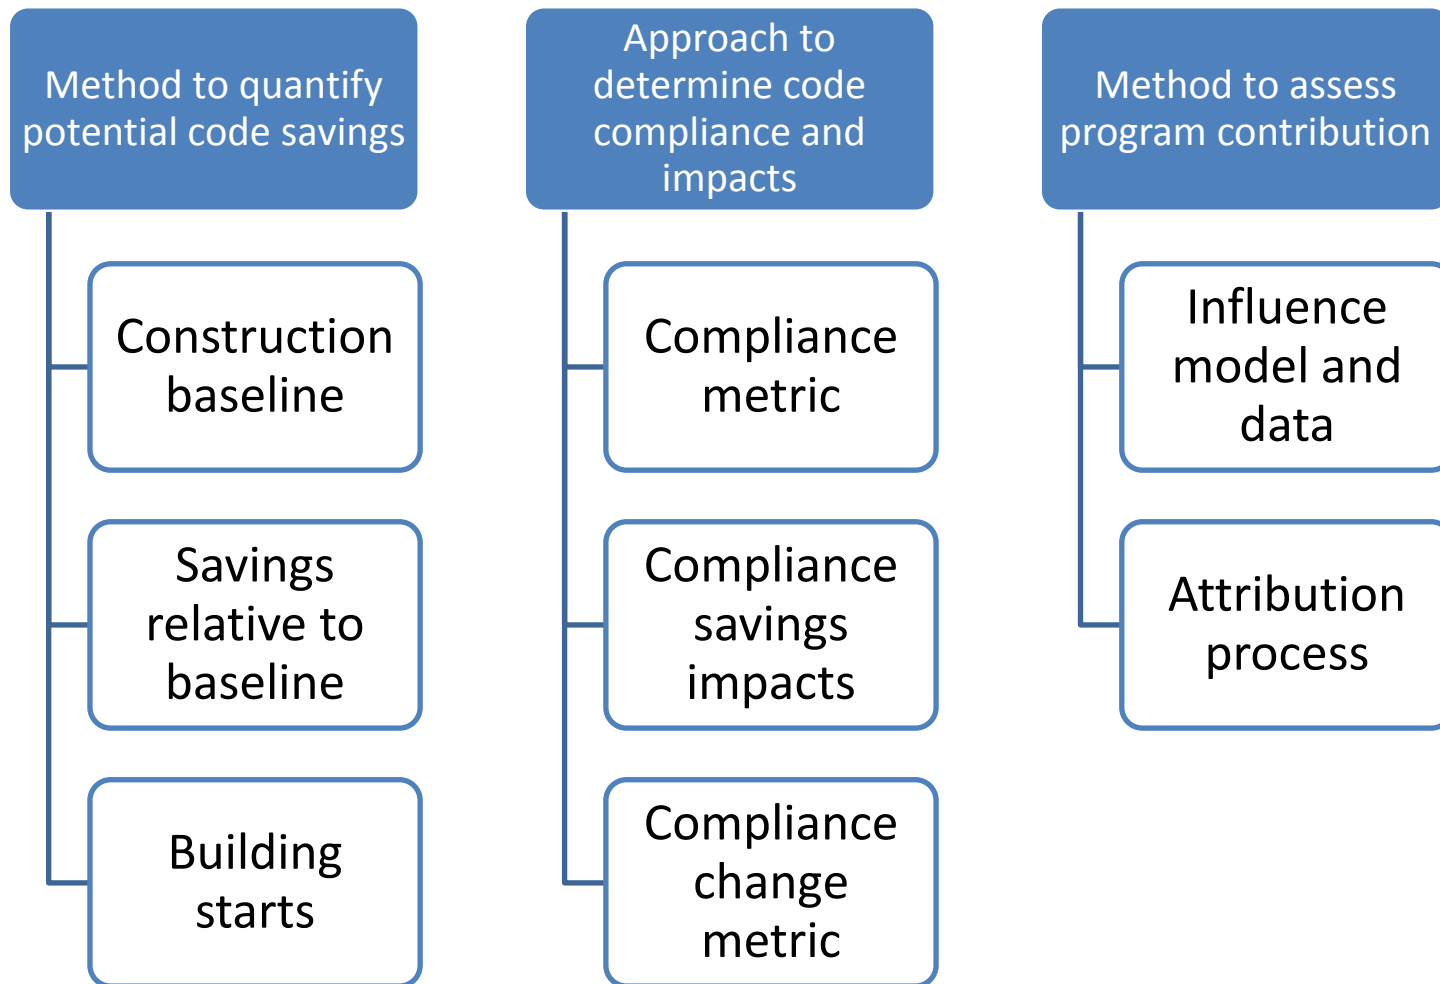 Method to quantify
potential code savings
Construction
baseline
Savings
relative to
baseline
Building
starts
Approach to
determine code
compliance and
impacts
Compliance
metric
Compliance
savings
impacts
Compliance
change
metric
Method to assess
program contribution
Influence
model and
data
Attribution
process